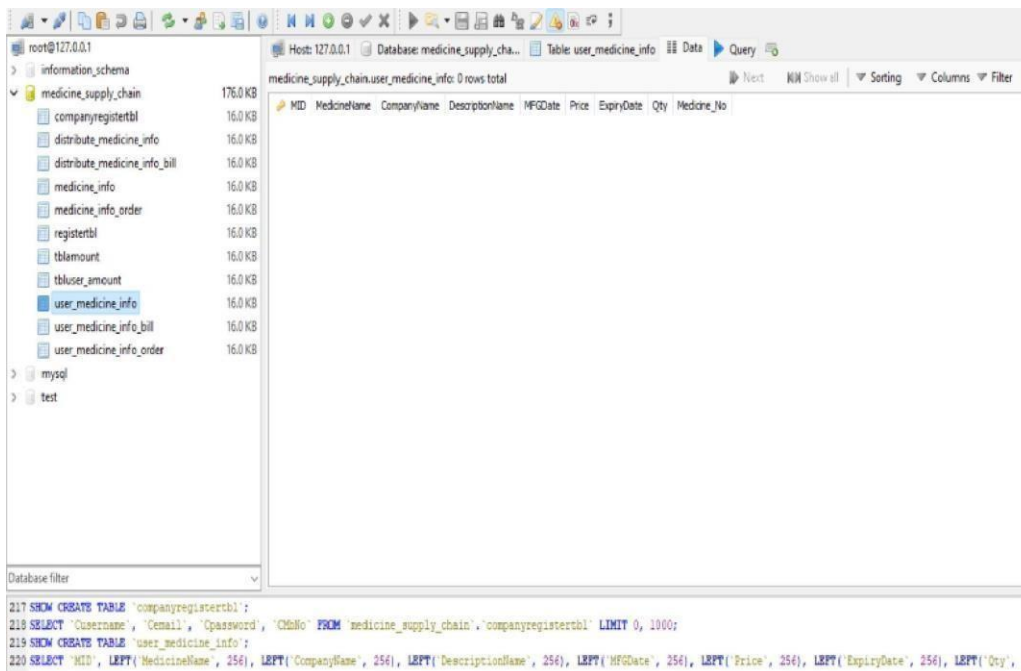 root@127.0.0.1
information_schema
medicine_supply_chain 176.0 KB
companyregistertbl 16.0 KB
distribute_medicine_info 16.0 KB
distribute_medicine_info_bill 16.0 KB
medicine_info 16.0 KB
medicine_info_order 16.0 KB
registertbl 16.0 KB
tblamount 16.0 KB
tbluser_amount 16.0 KB
user_medicine_info 16.0 KB
user_medicine_info_bill 16.0 KB
user_medicine_info_order 16.0 KB
mysql
test
Database filter
Host: 127.0.0.1 Database: medicine_supply_cha... Table: user_medicine_info Data Query
medicine_supply_chain.user_medicine_info: 0 rows total Next Show all Sorting Columns Filter
MID MedicineName CompanyName DescriptionName MFGDate Price ExpiryDate Qty Medicine_No
217 SHOW CREATE TABLE `companyregistertbl`;
218 SELECT `Cusername`, `Cemail`, `Cpassword`, `CMbNo` FROM `medicine_supply_chain`.`companyregistertbl` LIMIT 0, 1000;
219 SHOW CREATE TABLE `user_medicine_info`;
220 SELECT `MID`, LEFT(`MedicineName`, 256), LEFT(`CompanyName`, 256), LEFT(`DescriptionName`, 256), LEFT(`MFGDate`, 256), LEFT(`Price`, 256), LEFT(`ExpiryDate`, 256), LEFT(`Qty`,